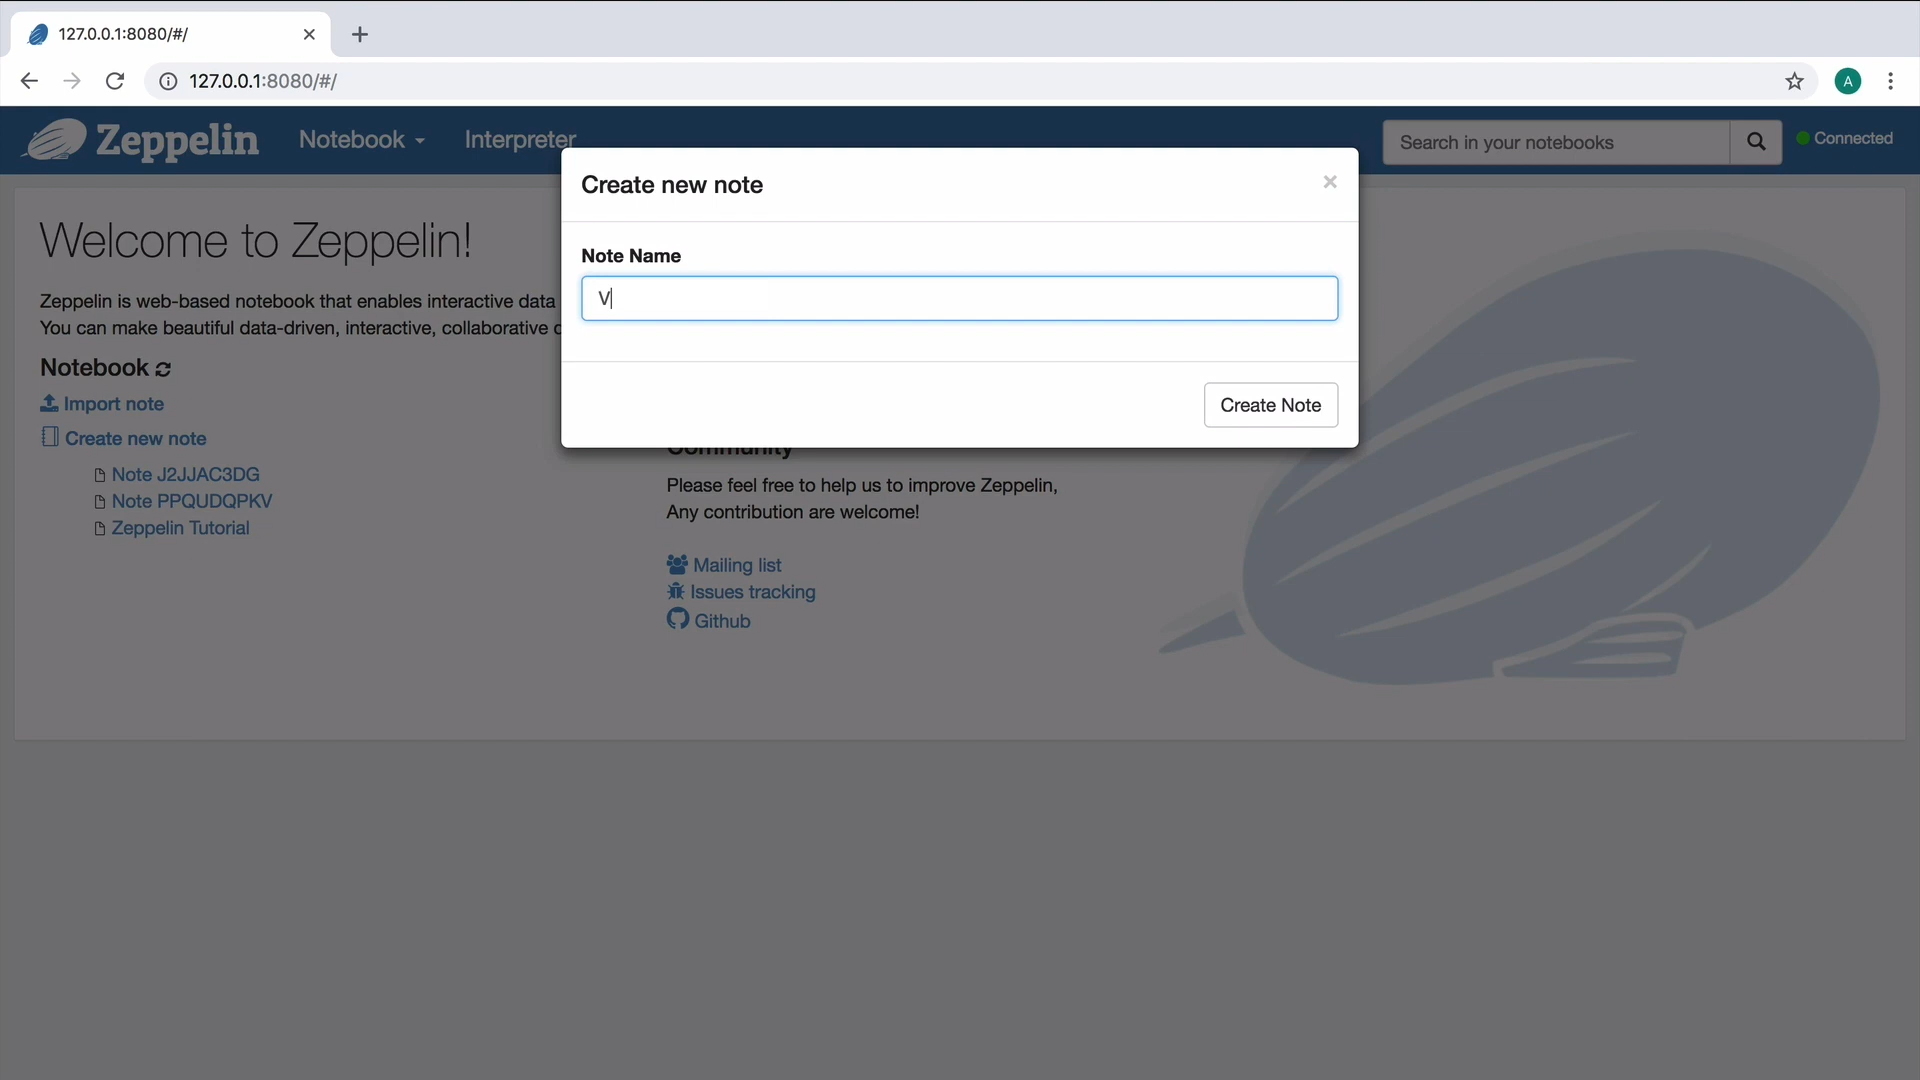 127.0.0.1:8080/#/
127.0.0.1:8080/#/
A
Zeppelin
Notebook
Interpreter
Search in your notebooks
Connected
Create new note
×
Welcome to Zeppelin!
Note Name
V
Zeppelin is web-based notebook that enables interactive data
You can make beautiful data-driven, interactive, collaborative
Notebook
Import note
Create Note
Create new note
Community
Note J2JJAC3DG
Please feel free to help us to improve Zeppelin,
Note PPQUDQPKV
Any contribution are welcome!
Zeppelin Tutorial
Mailing list
Issues tracking
Github